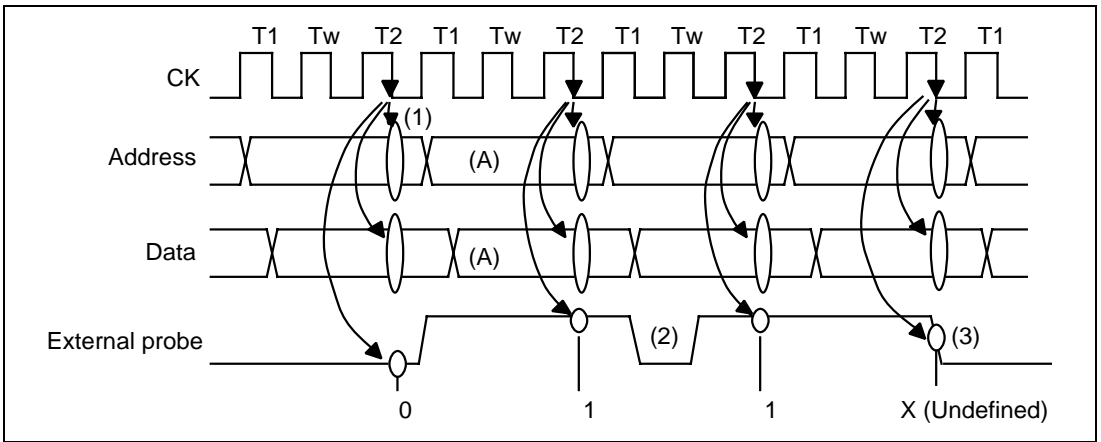 T1 Tw T2 T1 Tw T2 T1 Tw T2 T1 Tw T2 T1
CK
(1)
Address (A)
Data (A)
External probe (2) (3)
0 1 1 X (Undefined)